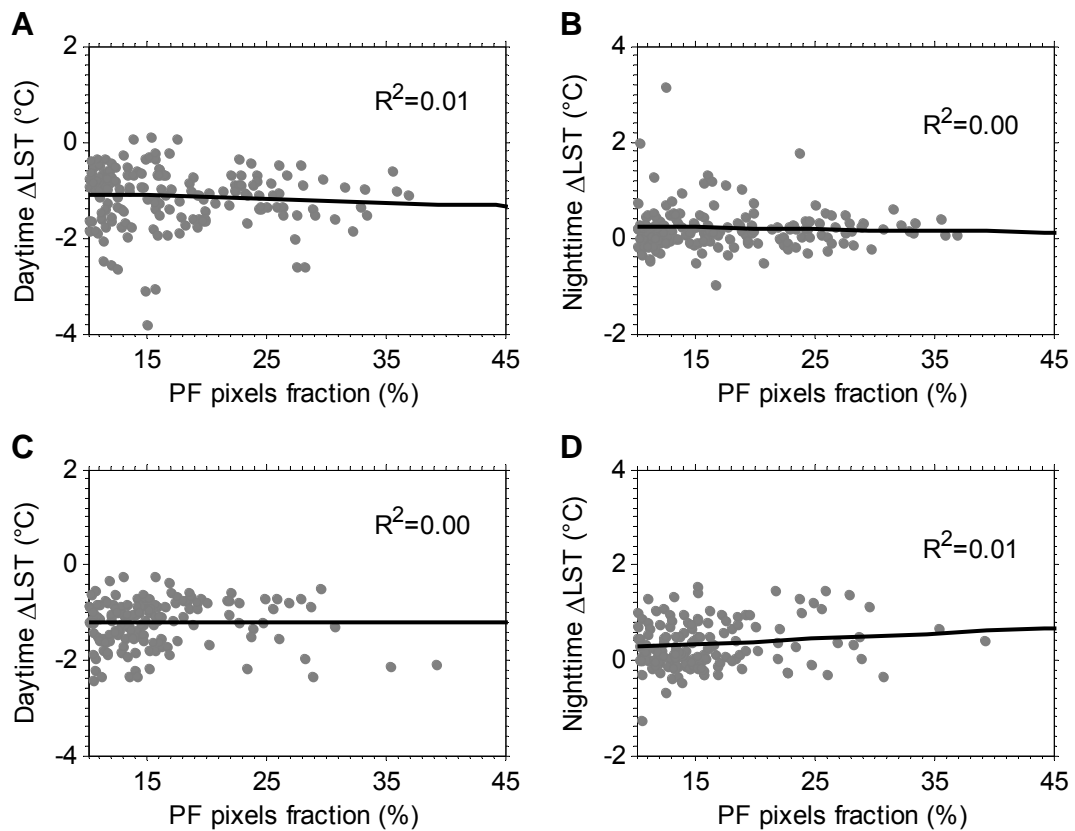 A
Daytime ΔLST (°C)
2
0
-2
-4
R²=0.01
15 25 35 45
PF pixels fraction (%)
B
Nighttime ΔLST (°C)
4
2
0
-2
R²=0.00
15 25 35 45
PF pixels fraction (%)
C
Daytime ΔLST (°C)
2
0
-2
-4
R²=0.00
15 25 35 45
PF pixels fraction (%)
D
Nighttime ΔLST (°C)
4
2
0
-2
R²=0.01
15 25 35 45
PF pixels fraction (%)